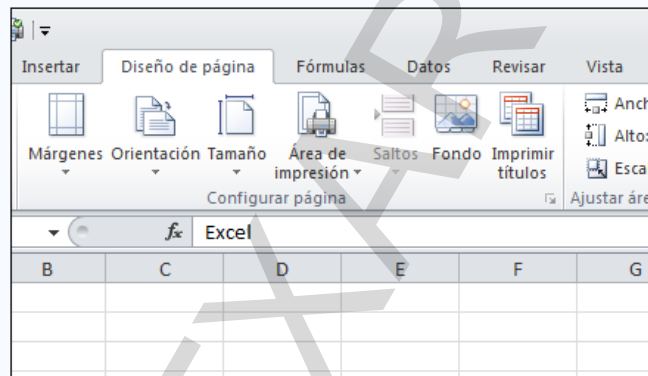 Insertar Diseño de página Fórmulas Datos Revisar Vista
Márgenes Orientación Tamaño Área de impresión Saltos Fondo Imprimir títulos
Anch
Alto:
Esca
Configurar página Ajustar áre
fx Excel
B C D E F G